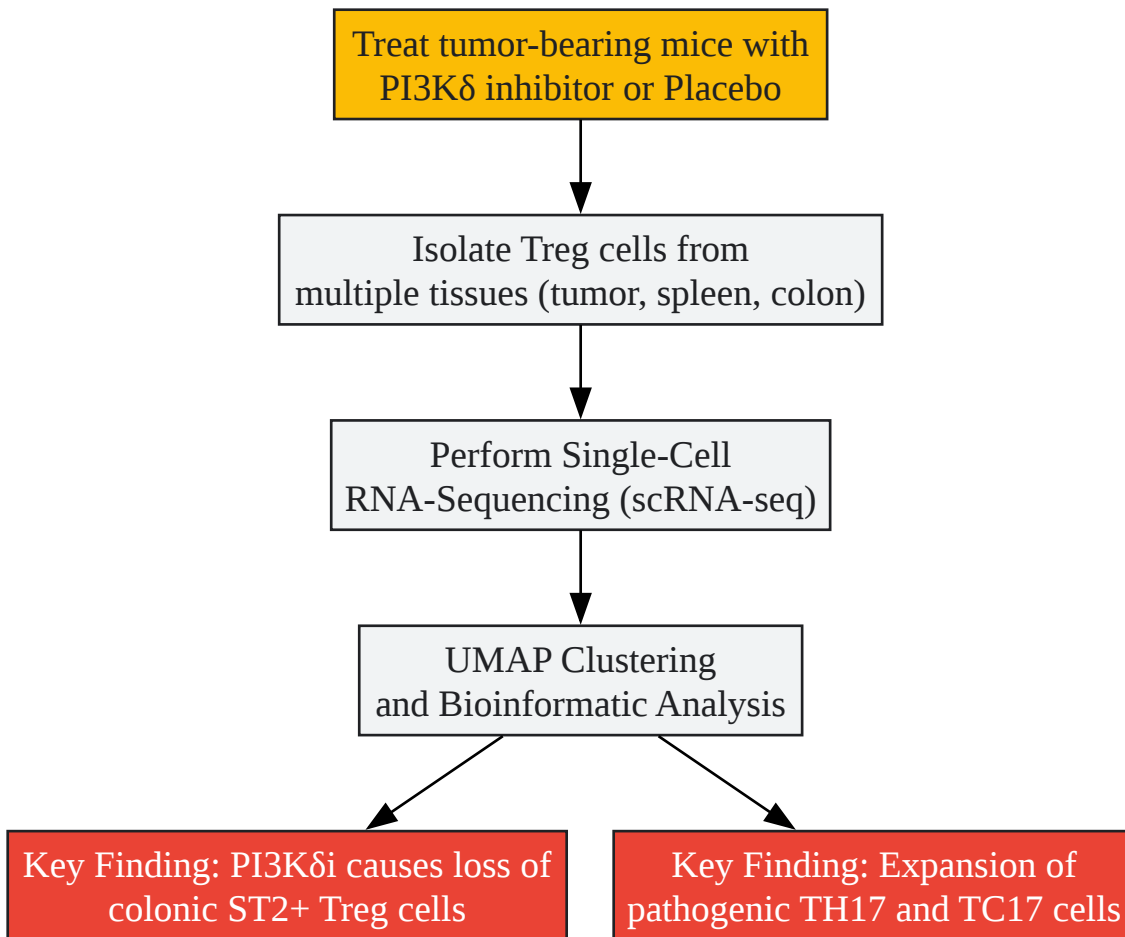 Treat tumor-bearing mice with
PI3Kδ inhibitor or Placebo
Isolate Treg cells from
multiple tissues (tumor, spleen, colon)
Perform Single-Cell
RNA-Sequencing (scRNA-seq)
UMAP Clustering
and Bioinformatic Analysis
Key Finding: PI3Kδi causes loss of
colonic ST2+ Treg cells
Key Finding: Expansion of
pathogenic TH17 and TC17 cells